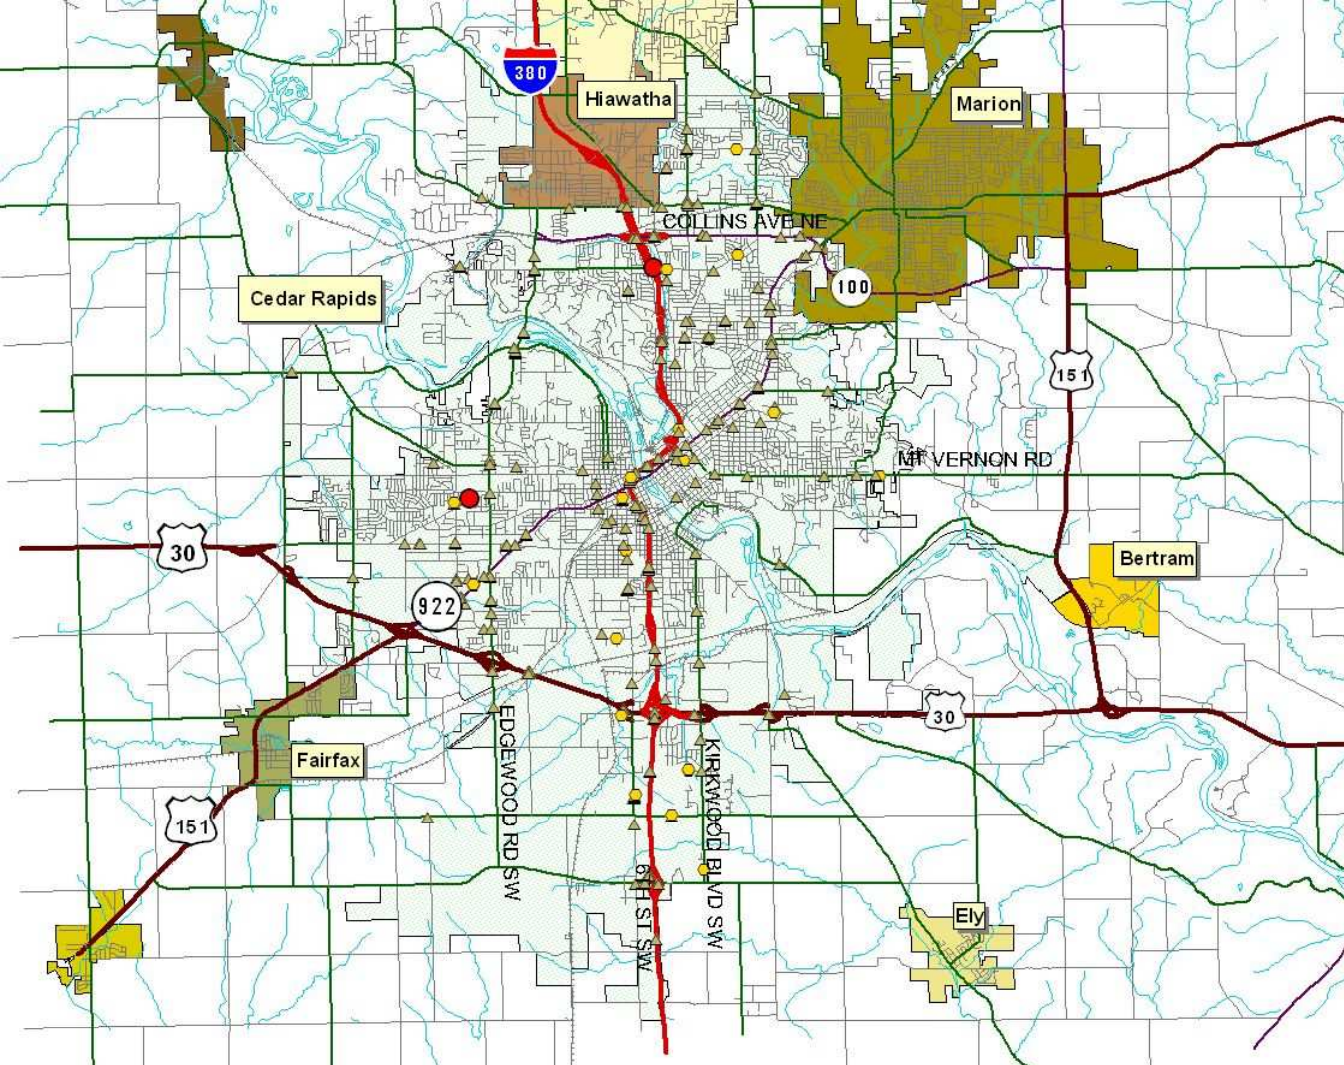 380
Hiawatha
Marion
COLLINS AVE NE
Cedar Rapids
100
151
MT VERNON RD
30
Bertram
922
30
EDGEWOOD RD SW
KIRKWOOD BLVD SW
Fairfax
151
6TH ST SW
Ely